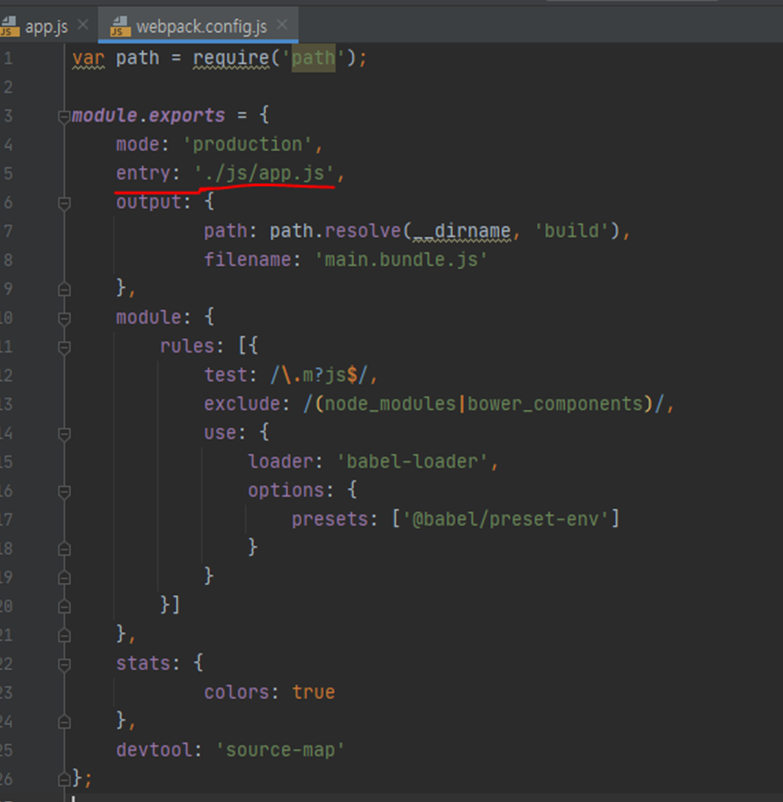 JS app.js × JS webpack.config.js ×
1 var path = require('path');
2
3 module.exports = {
4     mode: 'production',
5     entry: './js/app.js',
6     output: {
7             path: path.resolve(__dirname, 'build'),
8             filename: 'main.bundle.js'
9     },
10     module: {
11         rules: [{
12             test: /\.m?js$/,
13             exclude: /(node_modules|bower_components)/,
14             use: {
15                 loader: 'babel-loader',
16                 options: {
17                     presets: ['@babel/preset-env']
18                 }
19             }
20         }]
21     },
22     stats: {
23             colors: true
24     },
25     devtool: 'source-map'
26 };